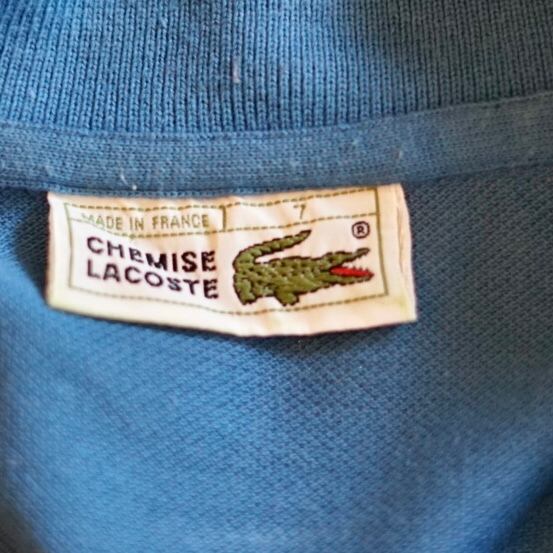 MADE IN FRANCE 7
®
CHEMISE
LACOSTE